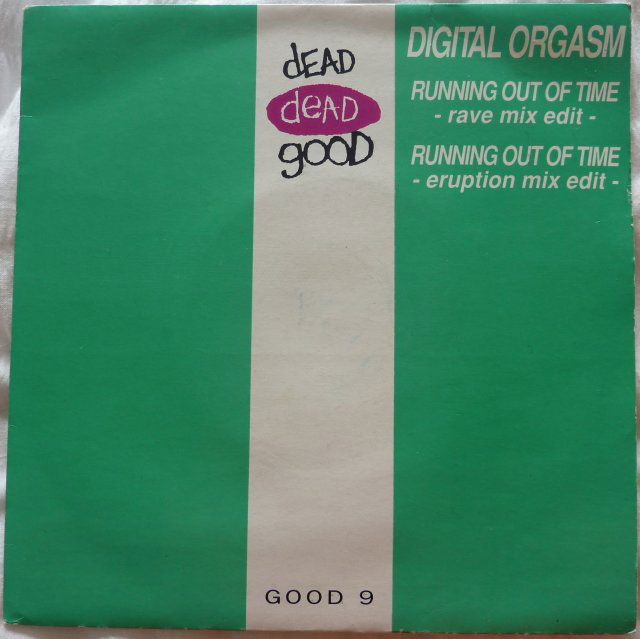 dEAD
deAD
gooD
DIGITAL ORGASM
RUNNING OUT OF TIME
- rave mix edit -
RUNNING OUT OF TIME
- eruption mix edit -
GOOD 9